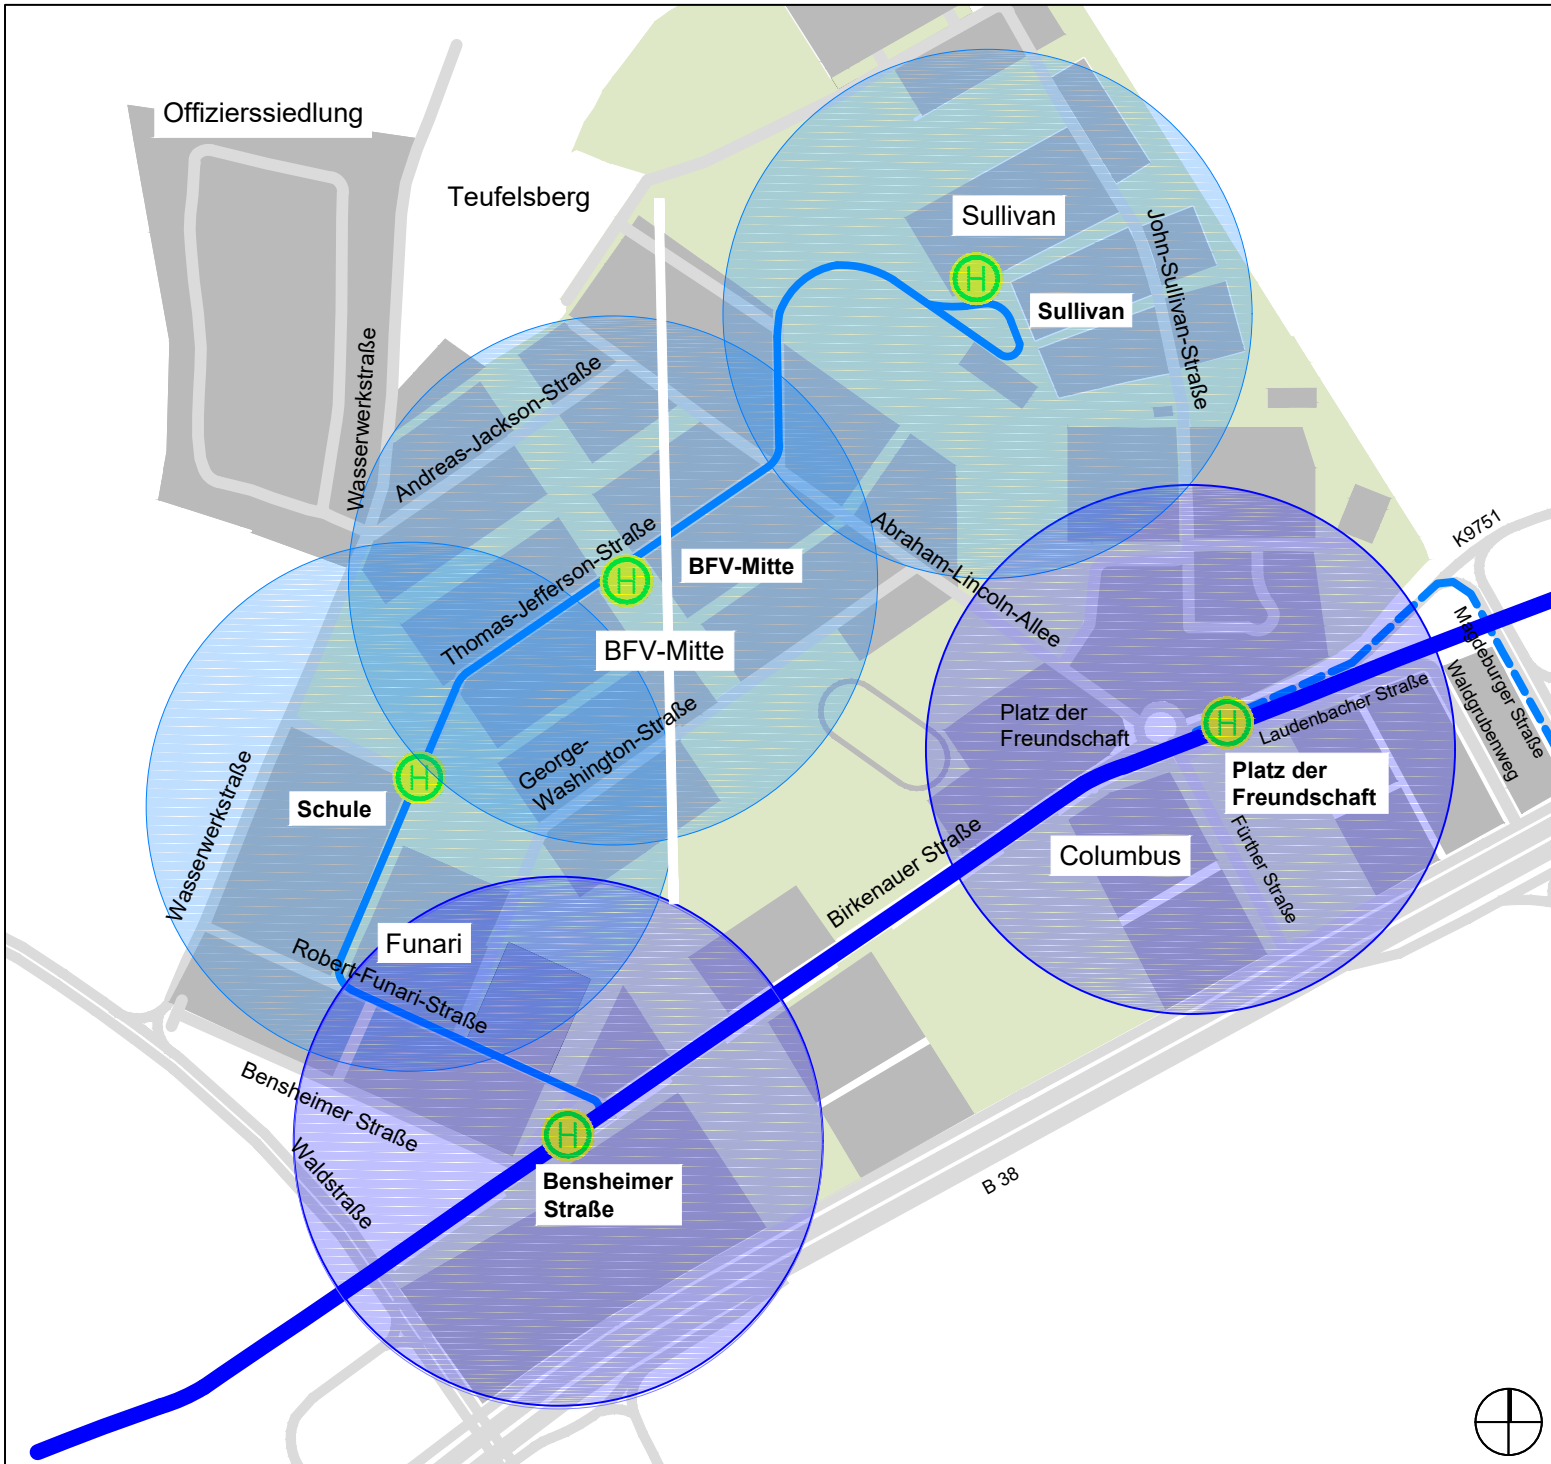 Offizierssiedlung
Teufelsberg
Sullivan
H
Sullivan
John-Sullivan-Straße
Wasserwerkstraße
Andreas-Jackson-Straße
Thomas-Jefferson-Straße
H
BFV-Mitte
BFV-Mitte
Abraham-Lincoln-Allee
K9751
Magdeburger Straße
Waldgrubenweg
Laudenbacher Straße
H
Platz der
Freundschaft
Platz der
Freundschaft
George-
Washington-Straße
H
Schule
Wasserwerkstraße
Columbus
Fürther Straße
Birkenauer Straße
Funari
Robert-Funari-Straße
Bensheimer Straße
Waldstraße
H
Bensheimer
Straße
B 38